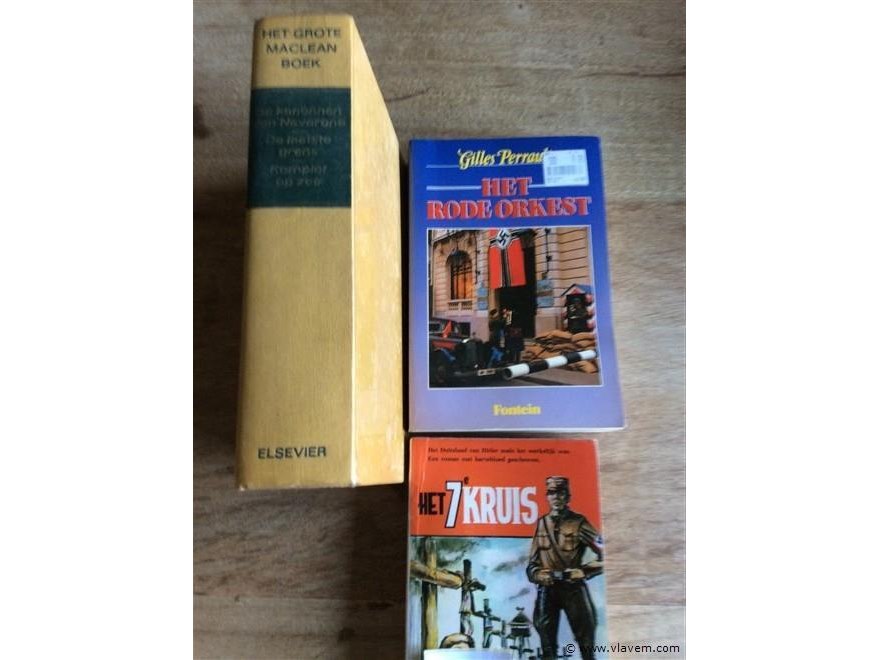 HET GROTE
MACLEAN
BOEK
De kanonnen
van Navarone
De laatste
grens
Kampioe
op zee
ELSEVIER
Gilles Perrault
HET
RODE ORKEST
Fontein
Het Duitsland van Hitler zoals het werkelijk was.
Een roman met hartebloed geschreven.
HET 7e KRUIS
© www.vlavem.com